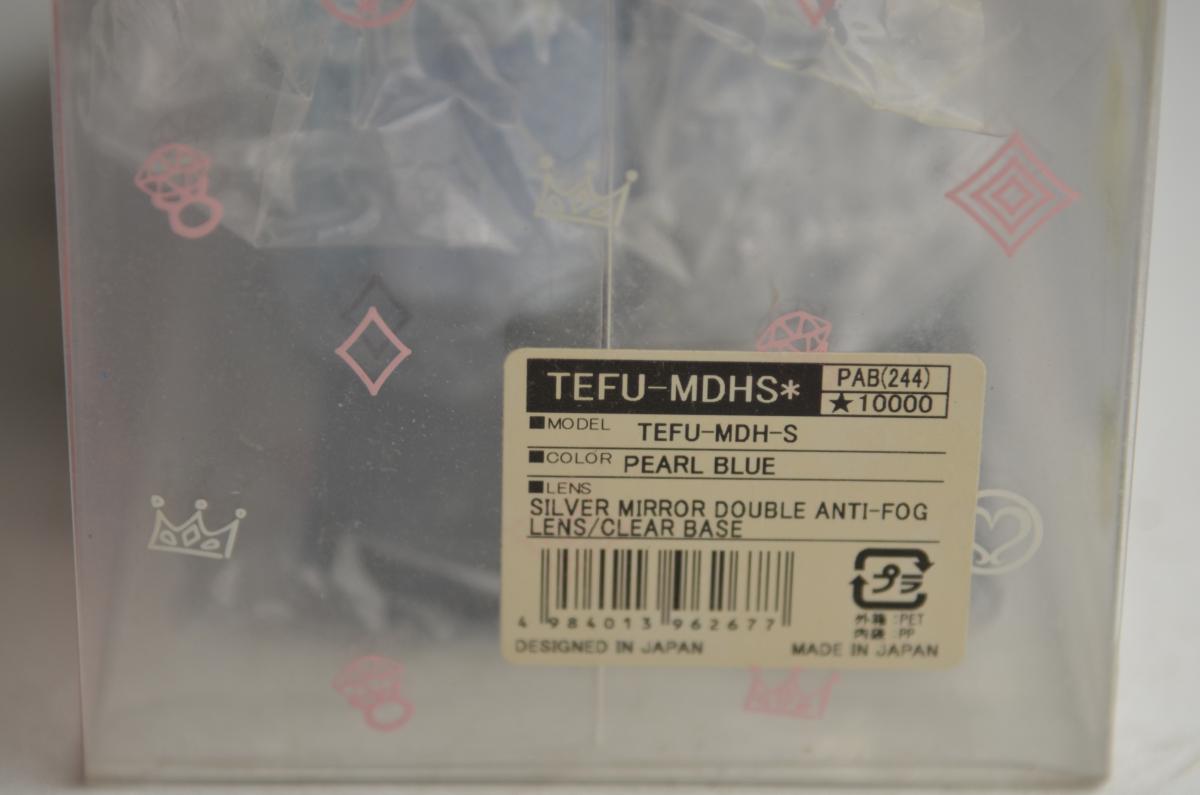 TEFU-MDHS*
PAB(244)
★10000
■MODEL TEFU-MDH-S
■COLOR PEARL BLUE
■LENS
SILVER MIRROR DOUBLE ANTI-FOG
LENS/CLEAR BASE
プラ
4 984013 962677
外箱:PET
内袋:PP
DESIGNED IN JAPAN MADE IN JAPAN